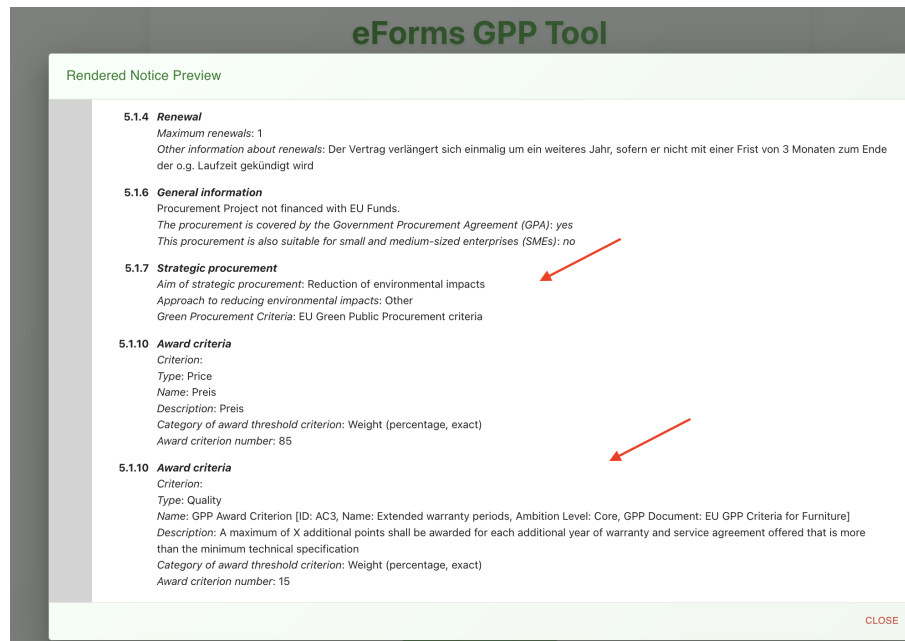 eForms GPP Tool
Rendered Notice Preview
5.1.4 Renewal
Maximum renewals: 1
Other information about renewals: Der Vertrag verlängert sich einmalig um ein weiteres Jahr, sofern er nicht mit einer Frist von 3 Monaten zum Ende
der o.g. Laufzeit gekündigt wird
5.1.6 General information
Procurement Project not financed with EU Funds.
The procurement is covered by the Government Procurement Agreement (GPA): yes
This procurement is also suitable for small and medium-sized enterprises (SMEs): no
5.1.7 Strategic procurement
Aim of strategic procurement: Reduction of environmental impacts
Approach to reducing environmental impacts: Other
Green Procurement Criteria: EU Green Public Procurement criteria
5.1.10 Award criteria
Criterion:
Type: Price
Name: Preis
Description: Preis
Category of award threshold criterion: Weight (percentage, exact)
Award criterion number: 85
5.1.10 Award criteria
Criterion:
Type: Quality
Name: GPP Award Criterion [ID: AC3, Name: Extended warranty periods, Ambition Level: Core, GPP Document: EU GPP Criteria for Furniture]
Description: A maximum of X additional points shall be awarded for each additional year of warranty and service agreement offered that is more
than the minimum technical specification
Category of award threshold criterion: Weight (percentage, exact)
Award criterion number: 15
CLOSE